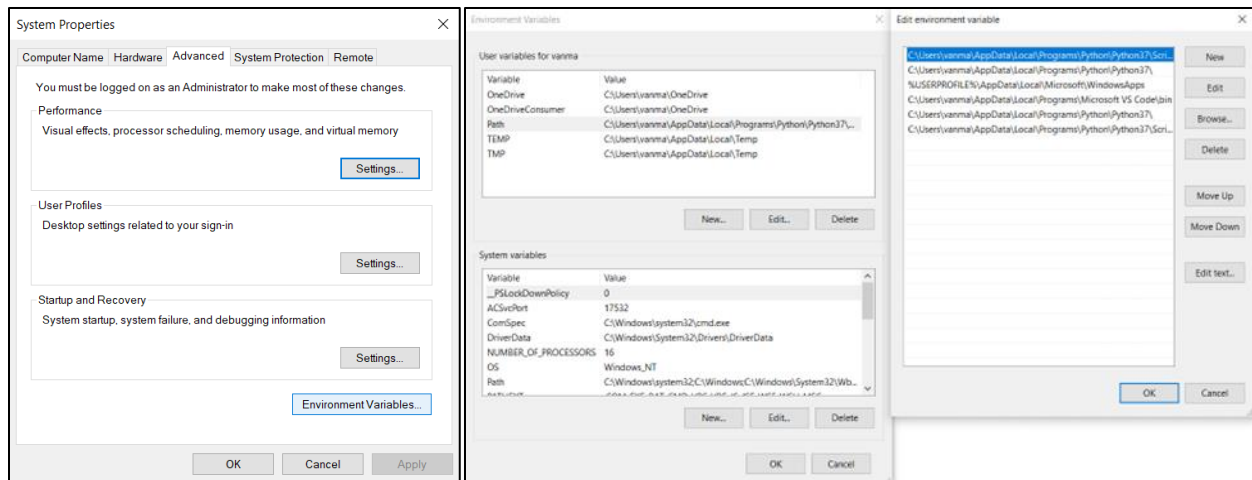 System Properties
Computer Name Hardware Advanced System Protection Remote
You must be logged on as an Administrator to make most of these changes.
Performance
Visual effects, processor scheduling, memory usage, and virtual memory
Settings...
User Profiles
Desktop settings related to your sign-in
Settings...
Startup and Recovery
System startup, system failure, and debugging information
Settings...
Environment Variables...
OK Cancel Apply
Environment Variables
User variables for vanma
Variable Value
OneDrive C:\Users\vanma\OneDrive
OneDriveConsumer C:\Users\vanma\OneDrive
Path C:\Users\vanma\AppData\Local\Programs\Python\Python37\...
TEMP C:\Users\vanma\AppData\Local\Temp
TMP C:\Users\vanma\AppData\Local\Temp
New... Edit... Delete
System variables
Variable Value
__PSLockDownPolicy 0
ACSvcPort 17532
ComSpec C:\Windows\system32\cmd.exe
DriverData C:\Windows\System32\Drivers\DriverData
NUMBER_OF_PROCESSORS 16
OS Windows_NT
Path C:\Windows\system32;C:\Windows;C:\Windows\System32\Wb...
New... Edit... Delete
OK Cancel
Edit environment variable
C:\Users\vanma\AppData\Local\Programs\Python\Python37\Scri...
C:\Users\vanma\AppData\Local\Programs\Python\Python37\
%USERPROFILE%\AppData\Local\Microsoft\WindowsApps
C:\Users\vanma\AppData\Local\Programs\Microsoft VS Code\bin
C:\Users\vanma\AppData\Local\Programs\Python\Python37\
C:\Users\vanma\AppData\Local\Programs\Python\Python37\Scri...
New
Edit
Browse...
Delete
Move Up
Move Down
Edit text...
OK Cancel